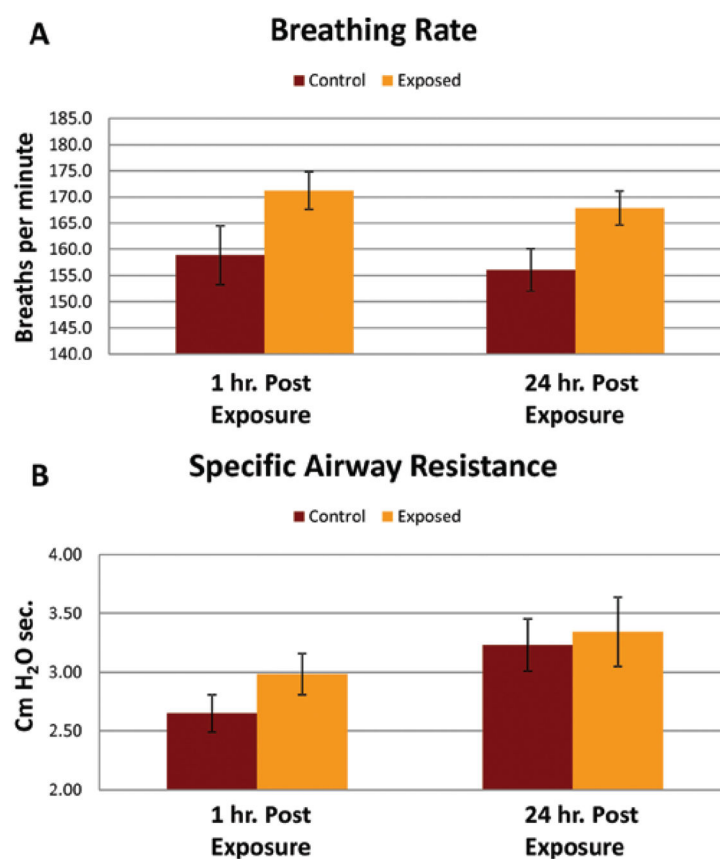 A
Breathing Rate
Control Exposed
Breaths per minute
185.0
180.0
175.0
170.0
165.0
160.0
155.0
150.0
145.0
140.0
1 hr. Post
Exposure
24 hr. Post
Exposure
B
Specific Airway Resistance
Control Exposed
Cm H₂O sec.
4.00
3.50
3.00
2.50
2.00
1 hr. Post
Exposure
24 hr. Post
Exposure